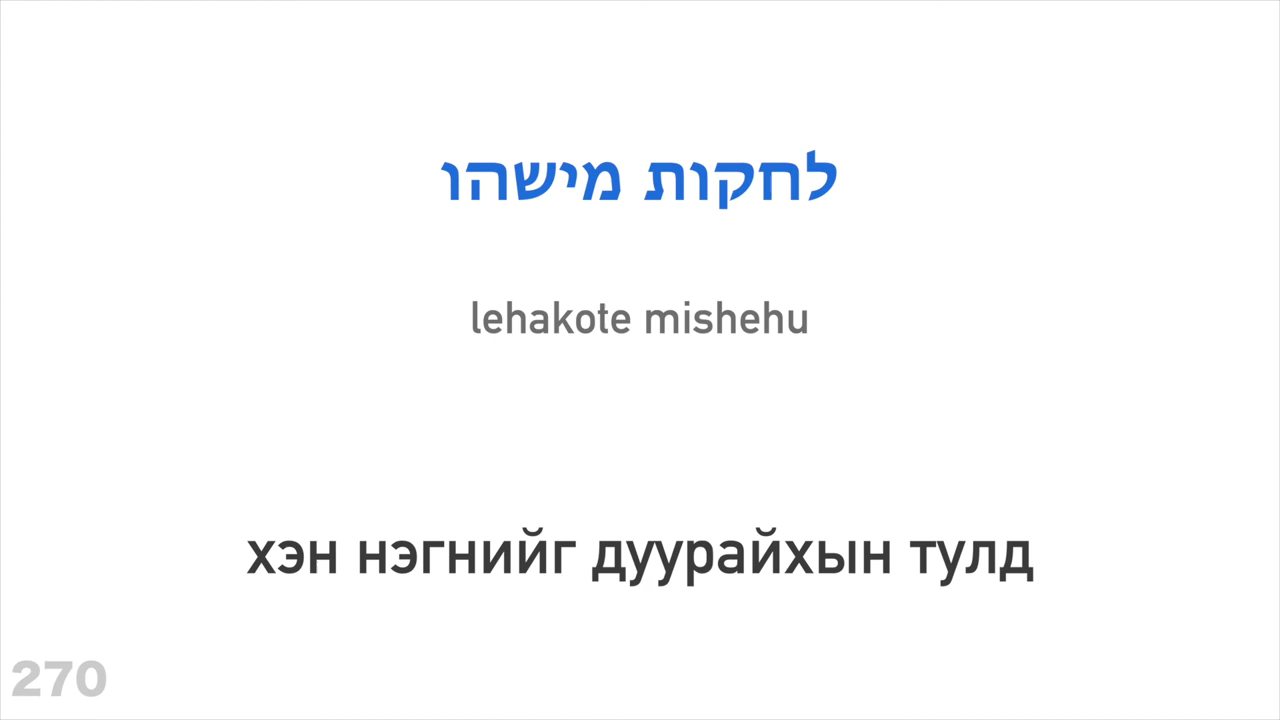 לחקות מישהו
lehakote mishehu
хэн нэгнийг дуурайхын тулд
270